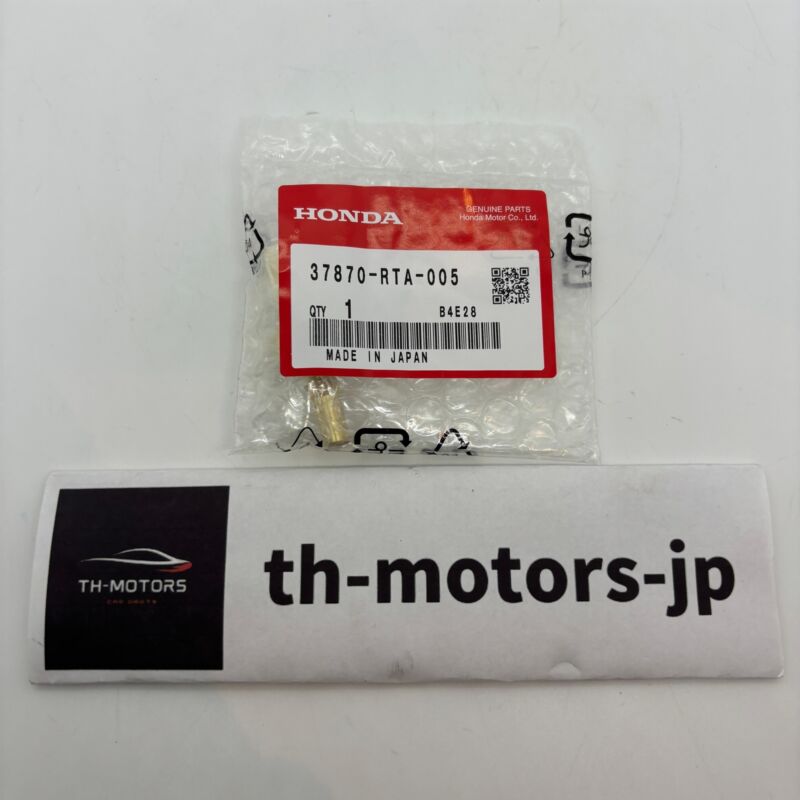 HONDA
GENUINE PARTS
Honda Motor Co., Ltd.
37870-RTA-005
QTY 1 B4E28
MADE IN JAPAN
TH-MOTORS
th-motors-jp